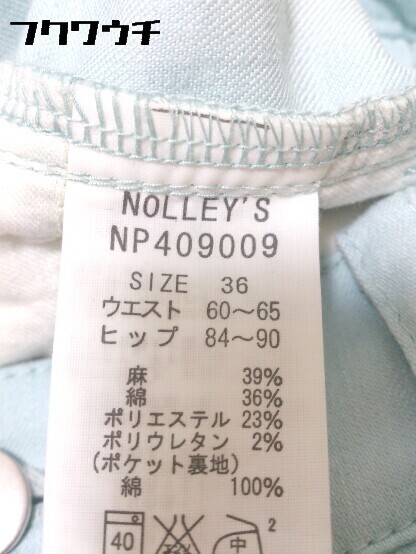 フクワウチ
NOLLEY'S
NP409009
SIZE 36
ウエスト 60～65
ヒップ 84～90
麻 39%
綿 36%
ポリエステル 23%
ポリウレタン 2%
(ポケット裏地)
綿 100%
40 中 2